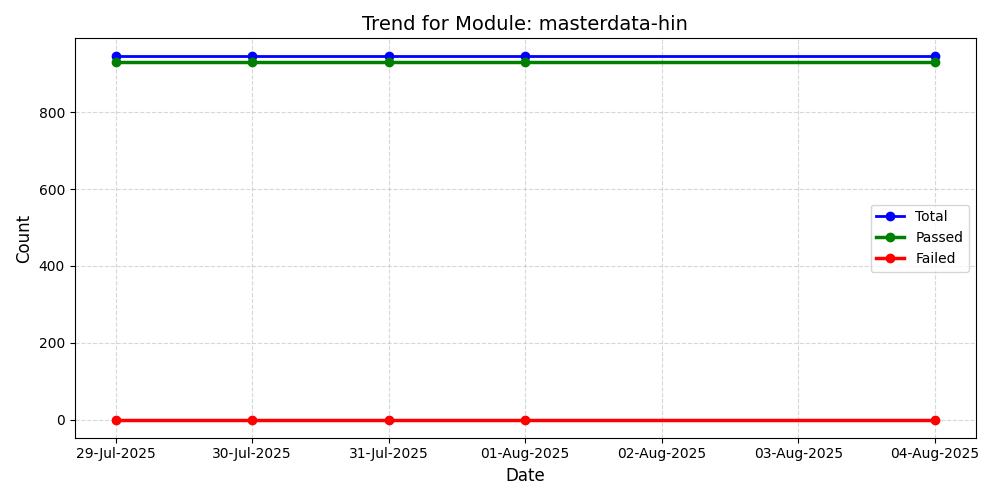 Trend for Module: masterdata-hin
Count
800
600
400
200
0
Total
Passed
Failed
29-Jul-2025
30-Jul-2025
31-Jul-2025
01-Aug-2025
02-Aug-2025
03-Aug-2025
04-Aug-2025
Date